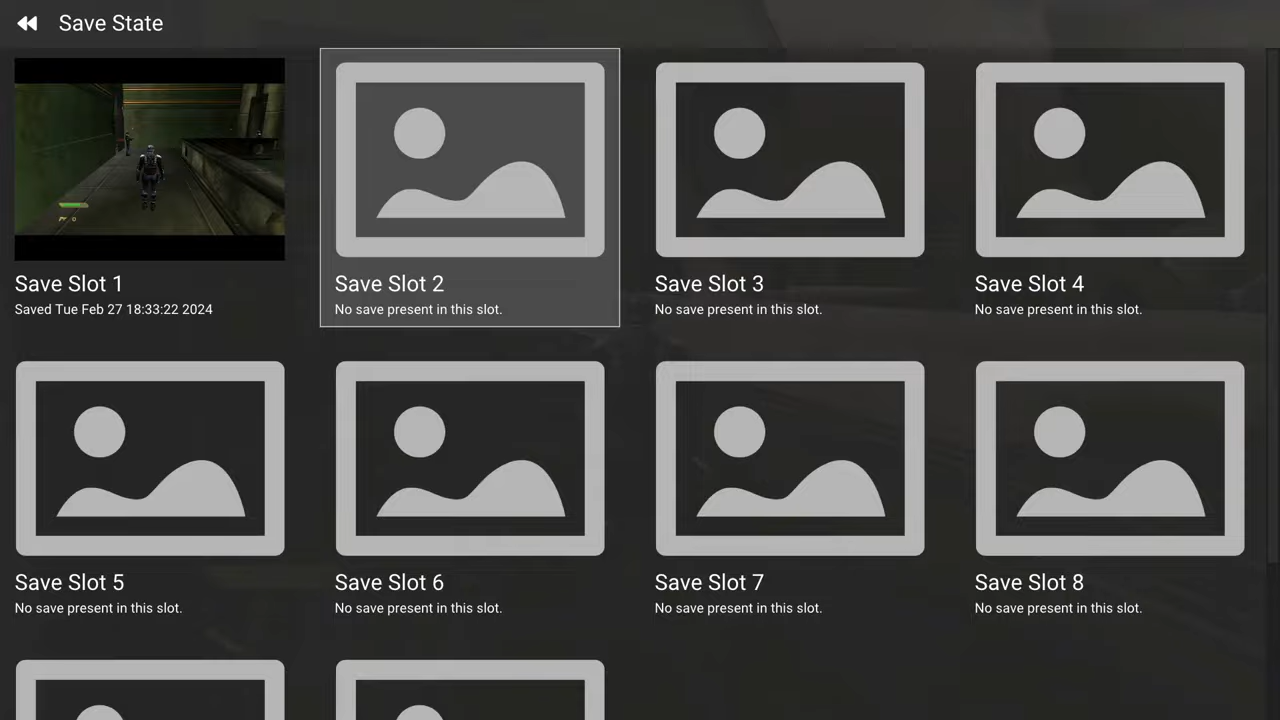 Save State
Save Slot 1
Saved Tue Feb 27 18:33:22 2024
Save Slot 2
No save present in this slot.
Save Slot 3
No save present in this slot.
Save Slot 4
No save present in this slot.
Save Slot 5
No save present in this slot.
Save Slot 6
No save present in this slot.
Save Slot 7
No save present in this slot.
Save Slot 8
No save present in this slot.